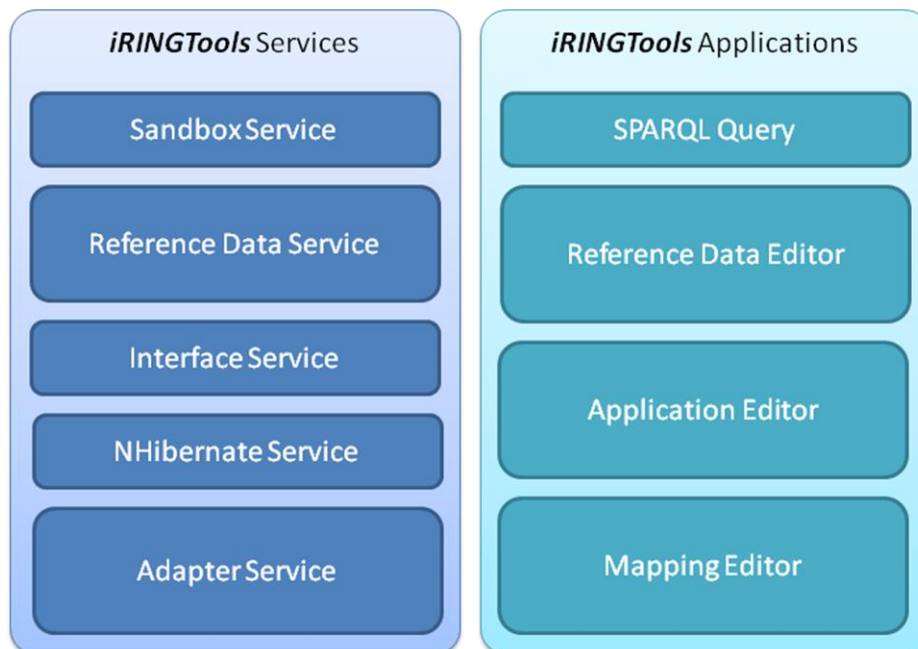 iRINGTools Services
Sandbox Service
Reference Data Service
Interface Service
NHibernate Service
Adapter Service
iRINGTools Applications
SPARQL Query
Reference Data Editor
Application Editor
Mapping Editor